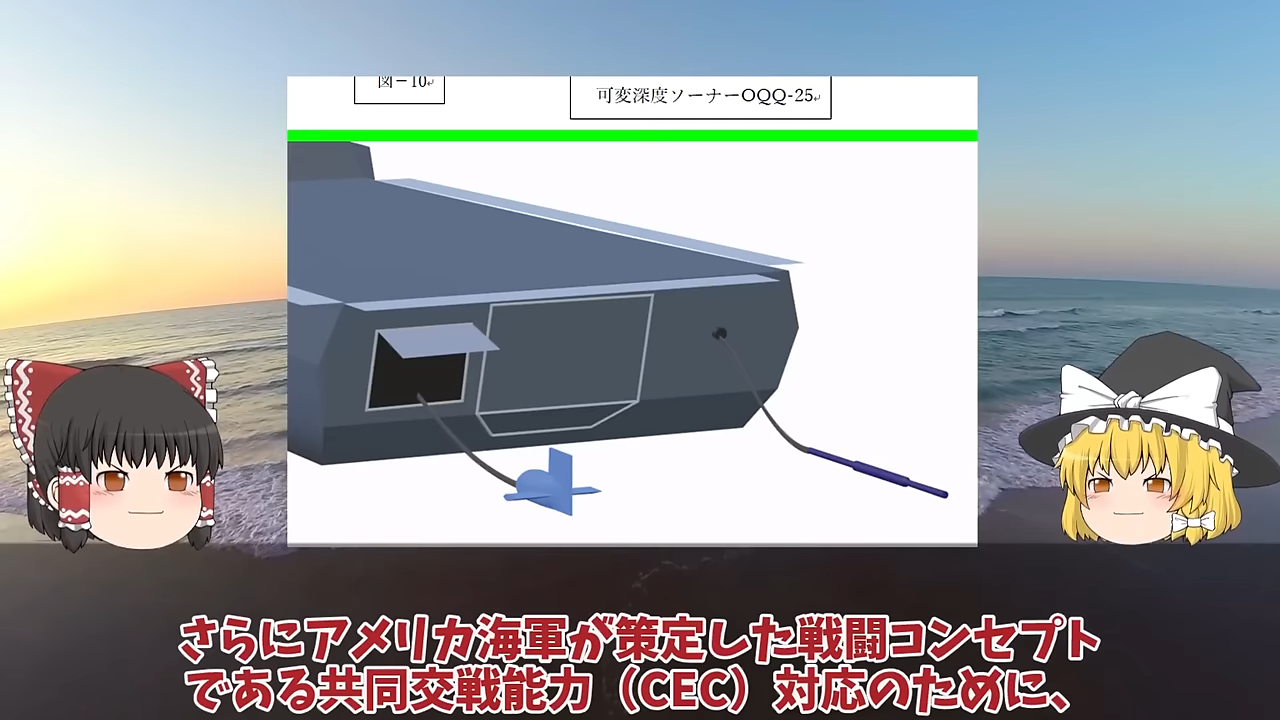 図－10
可変深度ソーナーOQQ-25
さらにアメリカ海軍が策定した戦闘コンセプト
である共同交戦能力（CEC）対応のために、